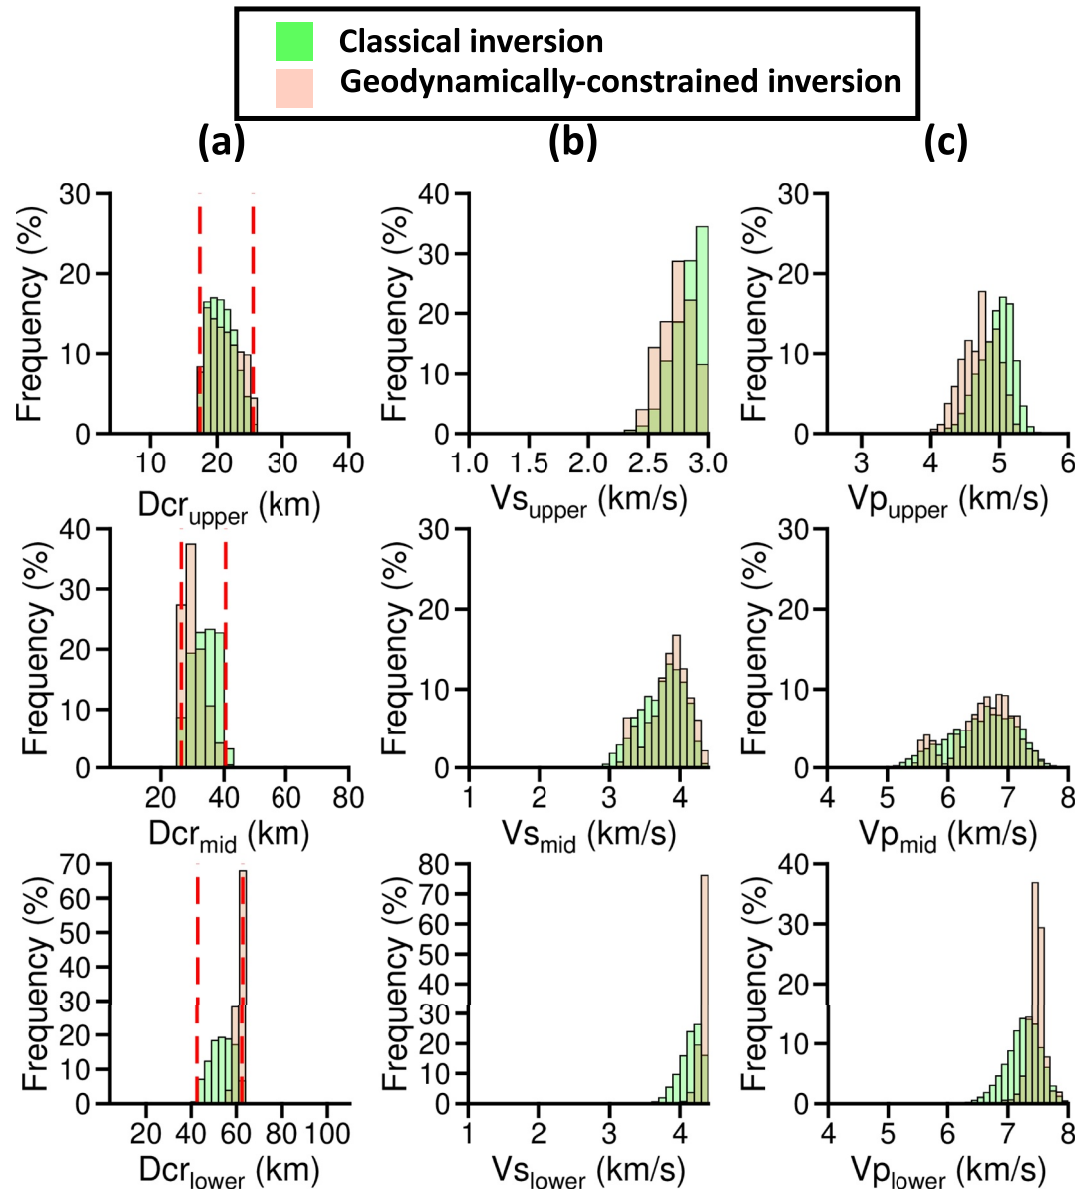 Classical inversion
Geodynamically-constrained inversion
(a) (b) (c)
30 40 30
30
20 20
20
10 10
10
0 0 0
Frequency (%) Frequency (%) Frequency (%)
10 20 30 40 1.0 1.5 2.0 2.5 3.0 3 4 5 6
Dcrupper (km) Vsupper (km/s) Vpupper (km/s)
40 30 30
30
20 20
20
10 10 10
0 0 0
Frequency (%) Frequency (%) Frequency (%)
20 40 60 80 1 2 3 4 4 5 6 7 8
Dcrmid (km) Vsmid (km/s) Vpmid (km/s)
70 80 40
60 70
50 60 30
40 50
30 40 20
20 30
10 20 10
0 10 0
0
Frequency (%) Frequency (%) Frequency (%)
20 40 60 80 100 1 2 3 4 4 5 6 7 8
Dcrlower (km) Vslower (km/s) Vplower (km/s)